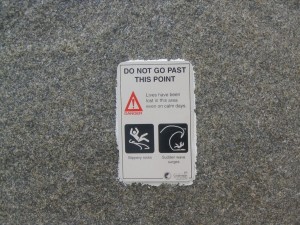 DO NOT GO PAST
THIS POINT
Lives have been
lost in this area
even on calm days.
DANGER
Slippery rocks
Sudden wave
surges